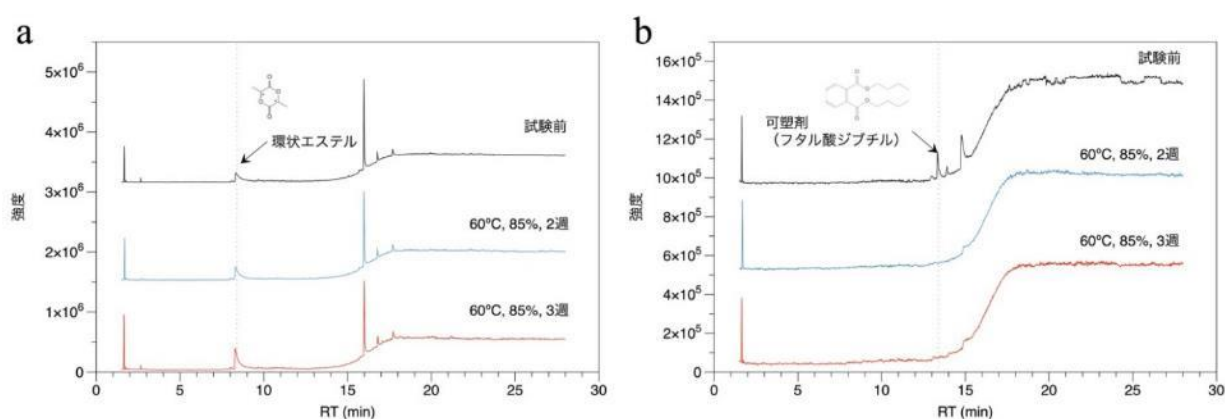 a
5×10⁶
4×10⁶
3×10⁶
2×10⁶
1×10⁶
0
強度
O
O
O
O
環状エステル
試験前
60ºC, 85%, 2週
60ºC, 85%, 3週
0
5
10
15
20
25
30
RT (min)
b
16×10⁵
14×10⁵
12×10⁵
10×10⁵
8×10⁵
6×10⁵
4×10⁵
2×10⁵
0
強度
O
O
O
O
可塑剤
（フタル酸ジブチル）
試験前
60ºC, 85%, 2週
60ºC, 85%, 3週
0
5
10
15
20
25
30
RT (min)